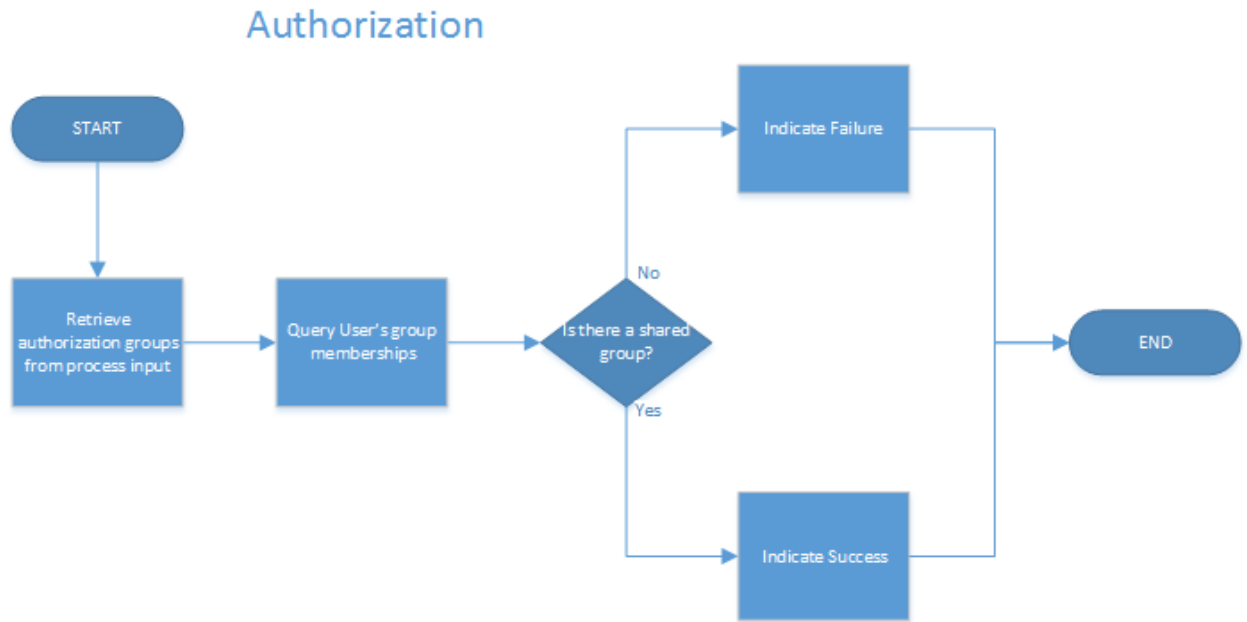 Authorization
START
Indicate Failure
No
Retrieve
authorization groups
from process input
Query User's group
memberships
Is there a shared
group?
END
Yes
Indicate Success